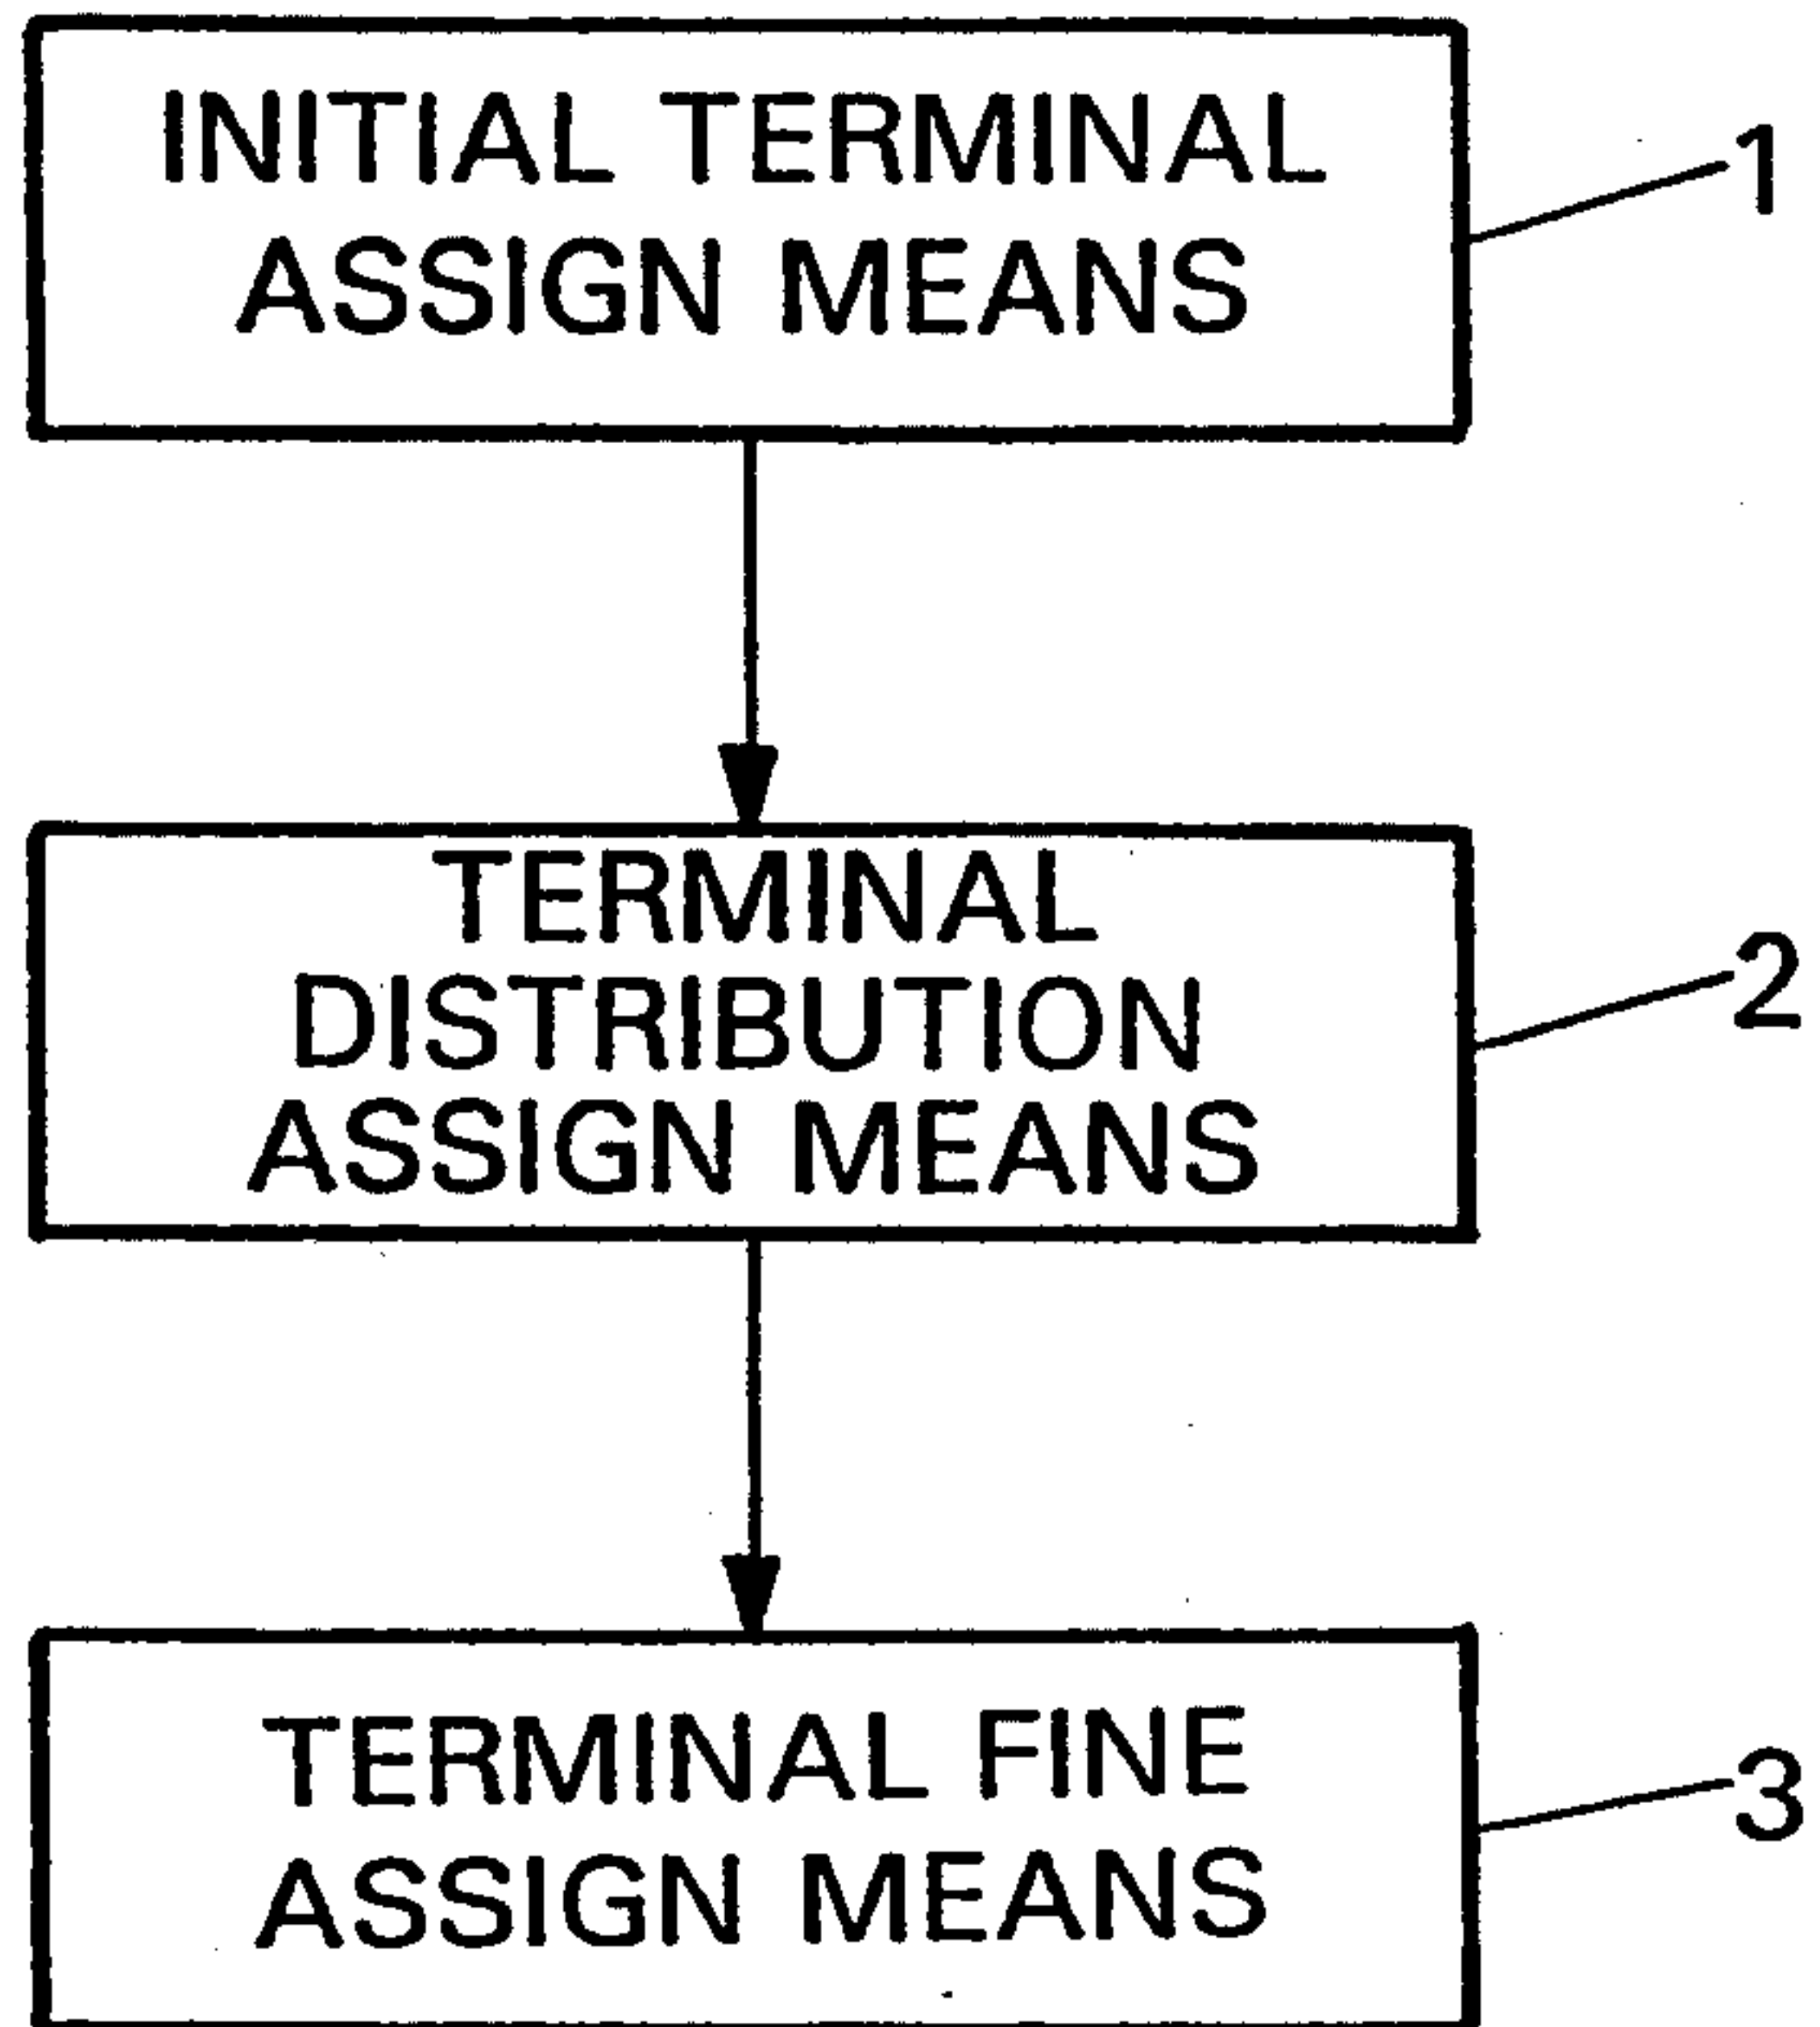 INITIAL TERMINAL
ASSIGN MEANS
1
TERMINAL
DISTRIBUTION
ASSIGN MEANS
2
TERMINAL FINE
ASSIGN MEANS
3